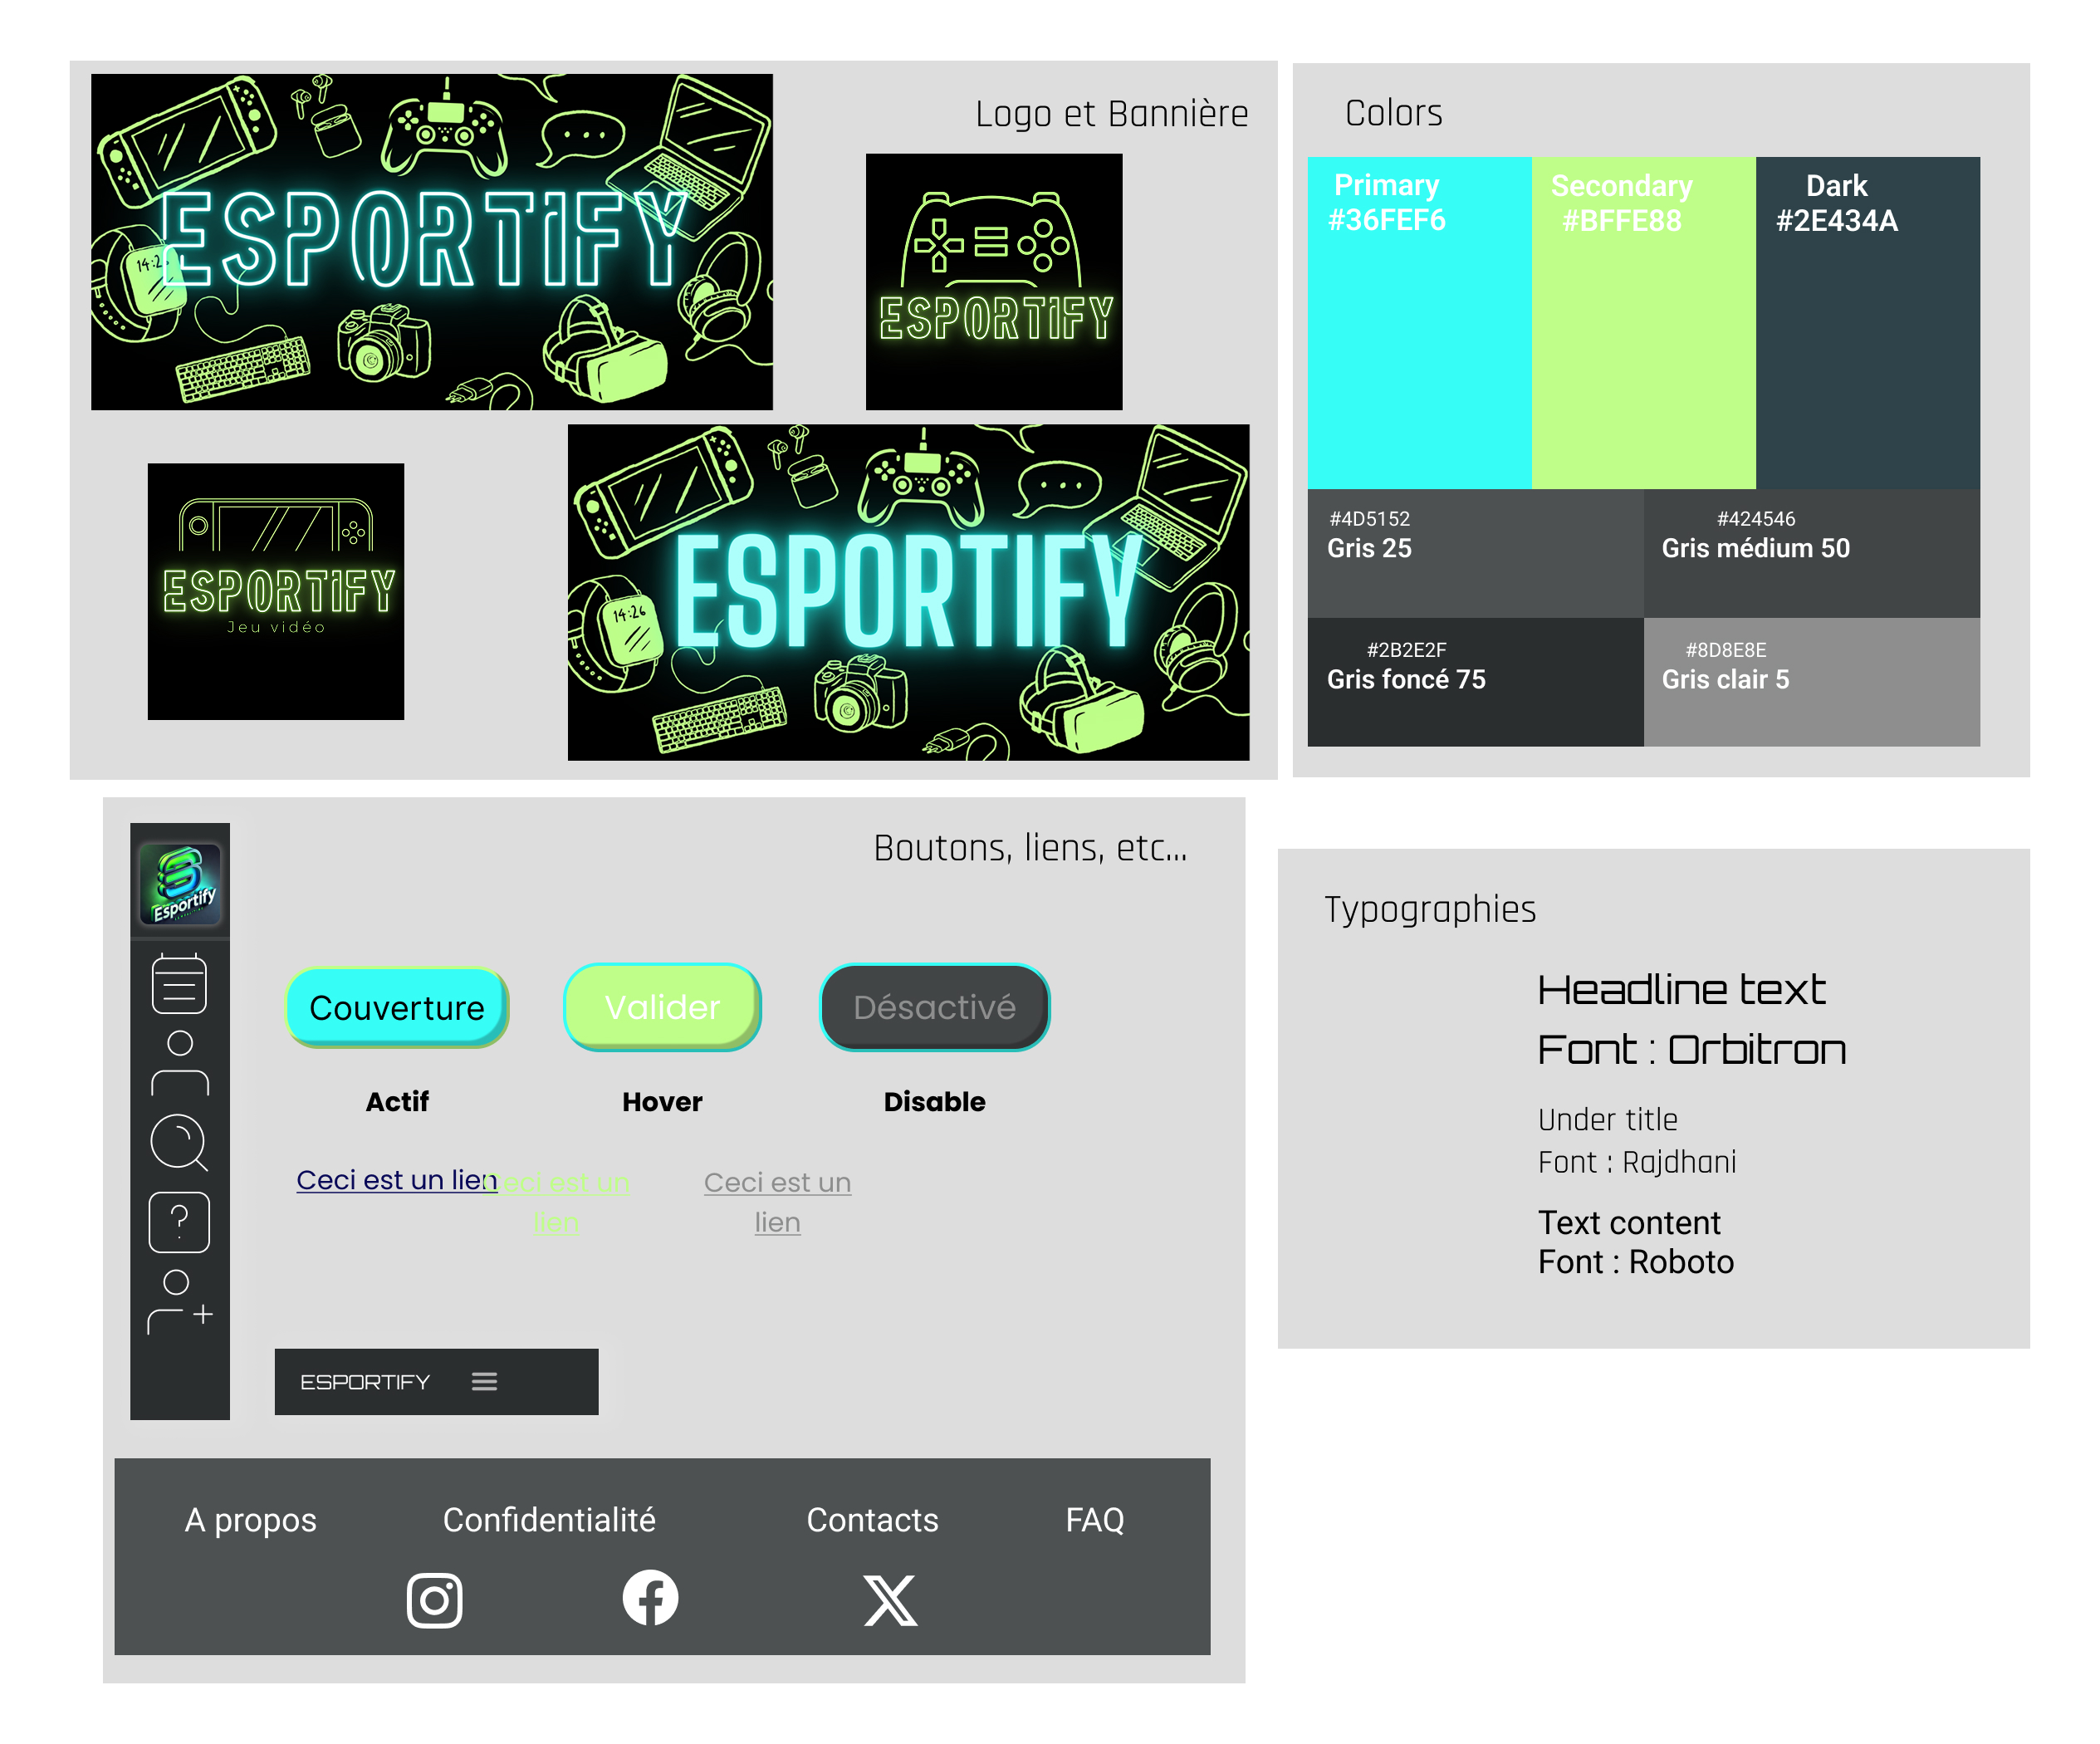 Logo et Bannière
ESPORTIFY
14:26
ESPORTIFY
ESPORTIFY
Jeu vidéo
ESPORTIFY
14:26
Colors
Primary
#36FEF6
Secondary
#BFFE88
Dark
#2E434A
#4D5152
Gris 25
#424546
Gris médium 50
#2B2E2F
Gris foncé 75
#8D8E8E
Gris clair 5
Boutons, liens, etc...
Esportify
Couverture
Valider
Désactivé
Actif
Hover
Disable
Ceci est un lien
Ceci est un
lien
Ceci est un
lien
?
ESPORTIFY
A propos
Confidentialité
Contacts
FAQ
Typographies
Headline text
Font : Orbitron
Under title
Font : Rajdhani
Text content
Font : Roboto